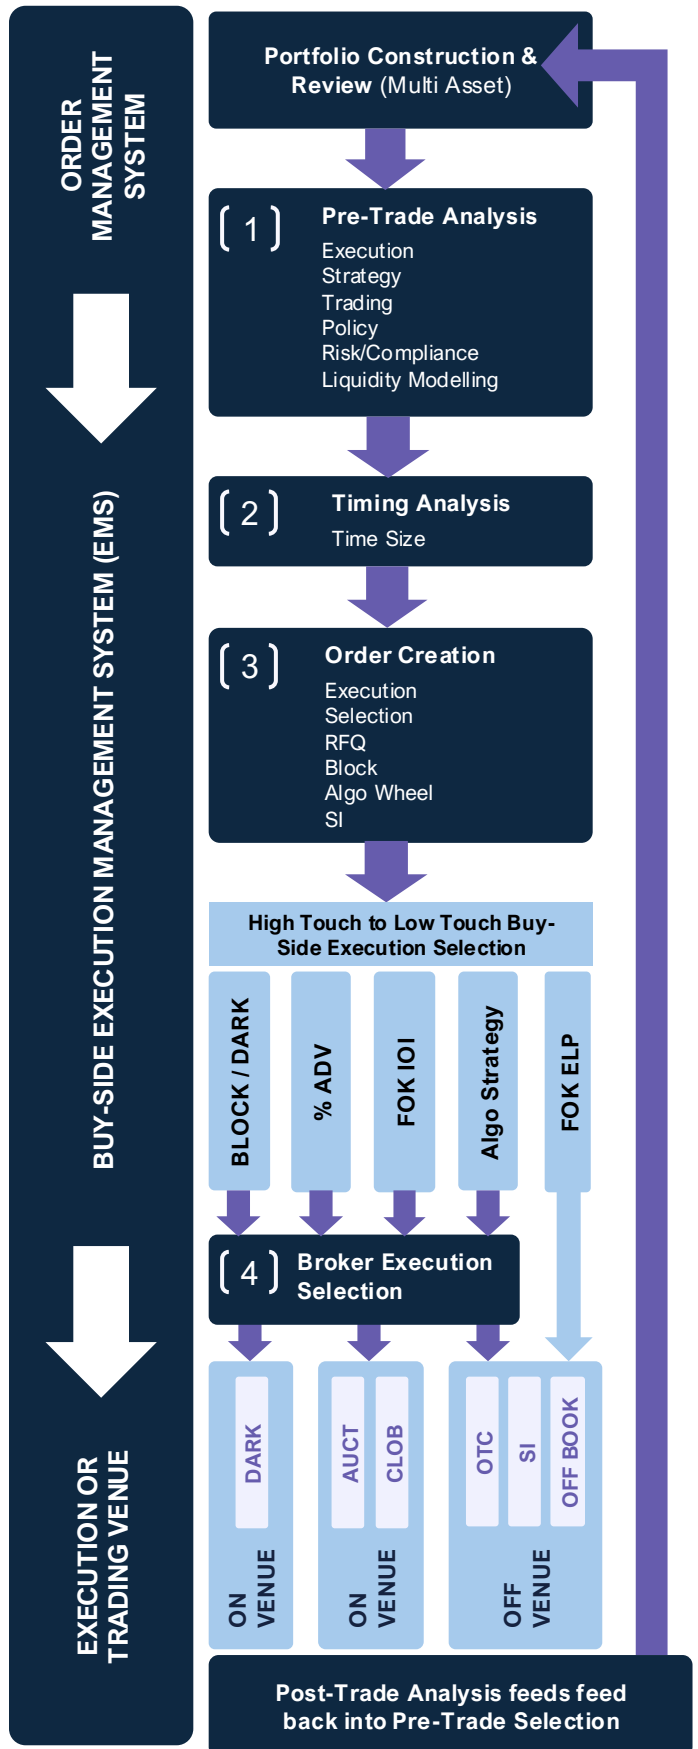 ORDER
MANAGEMENT
SYSTEM
BUY-SIDE EXECUTION MANAGEMENT SYSTEM (EMS)
EXECUTION OR
TRADING VENUE
Portfolio Construction &
Review (Multi Asset)
1
Pre-Trade Analysis
Execution
Strategy
Trading
Policy
Risk/Compliance
Liquidity Modelling
2
Timing Analysis
Time Size
3
Order Creation
Execution
Selection
RFQ
Block
Algo Wheel
SI
High Touch to Low Touch Buy-
Side Execution Selection
BLOCK / DARK
% ADV
FOK IOI
Algo Strategy
FOK ELP
4
Broker Execution
Selection
DARK
ON
VENUE
AUCT
CLOB
ON
VENUE
OTC
SI
OFF BOOK
OFF
VENUE
Post-Trade Analysis feeds feed
back into Pre-Trade Selection